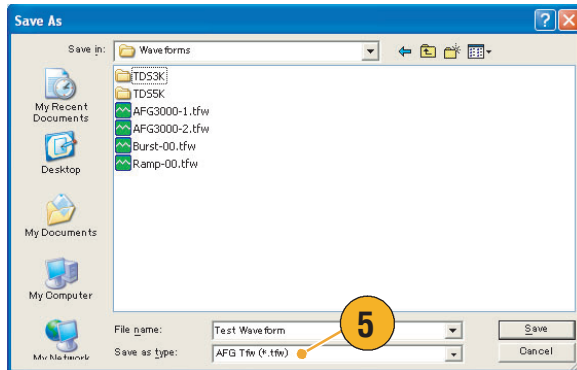 Save As
Save in:
Waveforms
My Recent
Documents
Desktop
My Documents
My Computer
My Network
TDS3K
TDS5K
AFG3000-1.tfw
AFG3000-2.tfw
Burst-00.tfw
Ramp-00.tfw
File name:
Test Waveform
Save
Save as type:
AFG Tfw (*.tfw)
Cancel
5